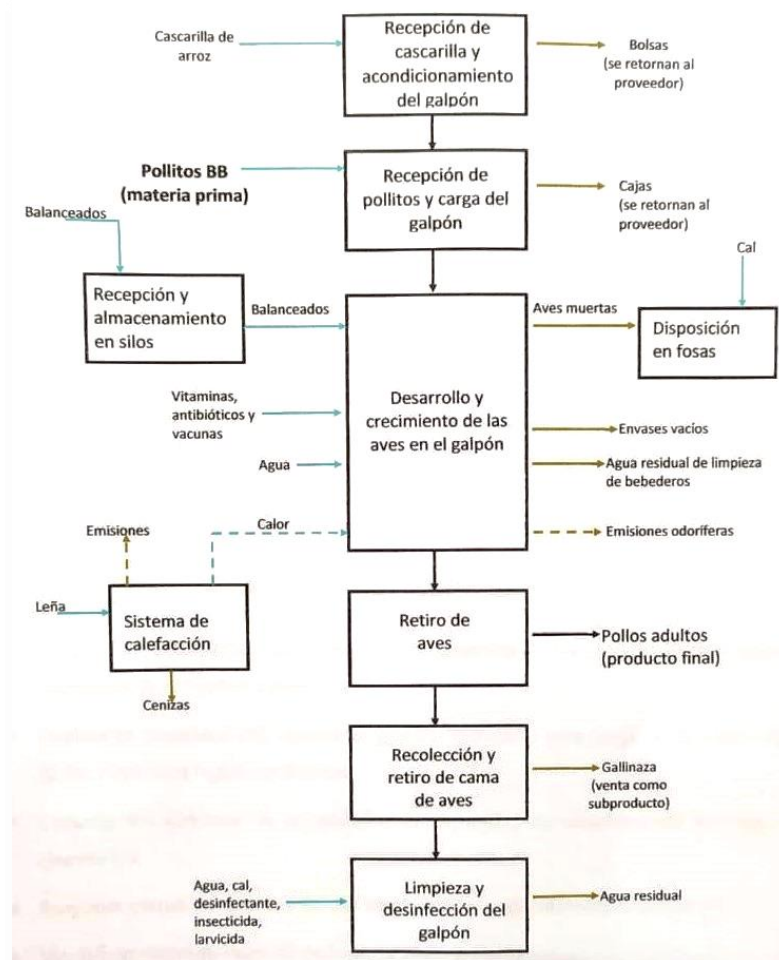 Cascarilla de
arroz
Recepción de
cascarilla y
acondicionamiento
del galpón
Bolsas
(se retornan al
proveedor)
Pollitos BB
(materia prima)
Recepción de
pollitos y carga del
galpón
Cajas
(se retornan al
proveedor)
Balanceados
Cal
Recepción y
almacenamiento
en silos
Balanceados
Aves muertas
Disposición
en fosas
Vitaminas,
antibióticos y
vacunas
Desarrollo y
crecimiento de las
aves en el galpón
Envases vacíos
Agua
Agua residual de limpieza
de bebederos
Emisiones
Calor
Emisiones odoríferas
Leña
Sistema de
calefacción
Retiro de
aves
Pollos adultos
(producto final)
Cenizas
Recolección y
retiro de cama
de aves
Gallinaza
(venta como
subproducto)
Agua, cal,
desinfectante,
insecticida,
larvicida
Limpieza y
desinfección del
galpón
Agua residual